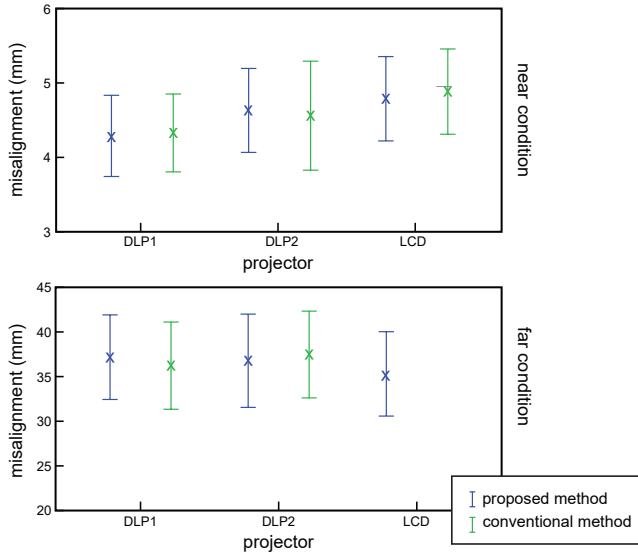 6
5
4
3
misalignment (mm)
near condition
DLP1 DLP2 LCD
projector
45
40
35
30
25
20
misalignment (mm)
far condition
DLP1 DLP2 LCD
projector
proposed method
conventional method